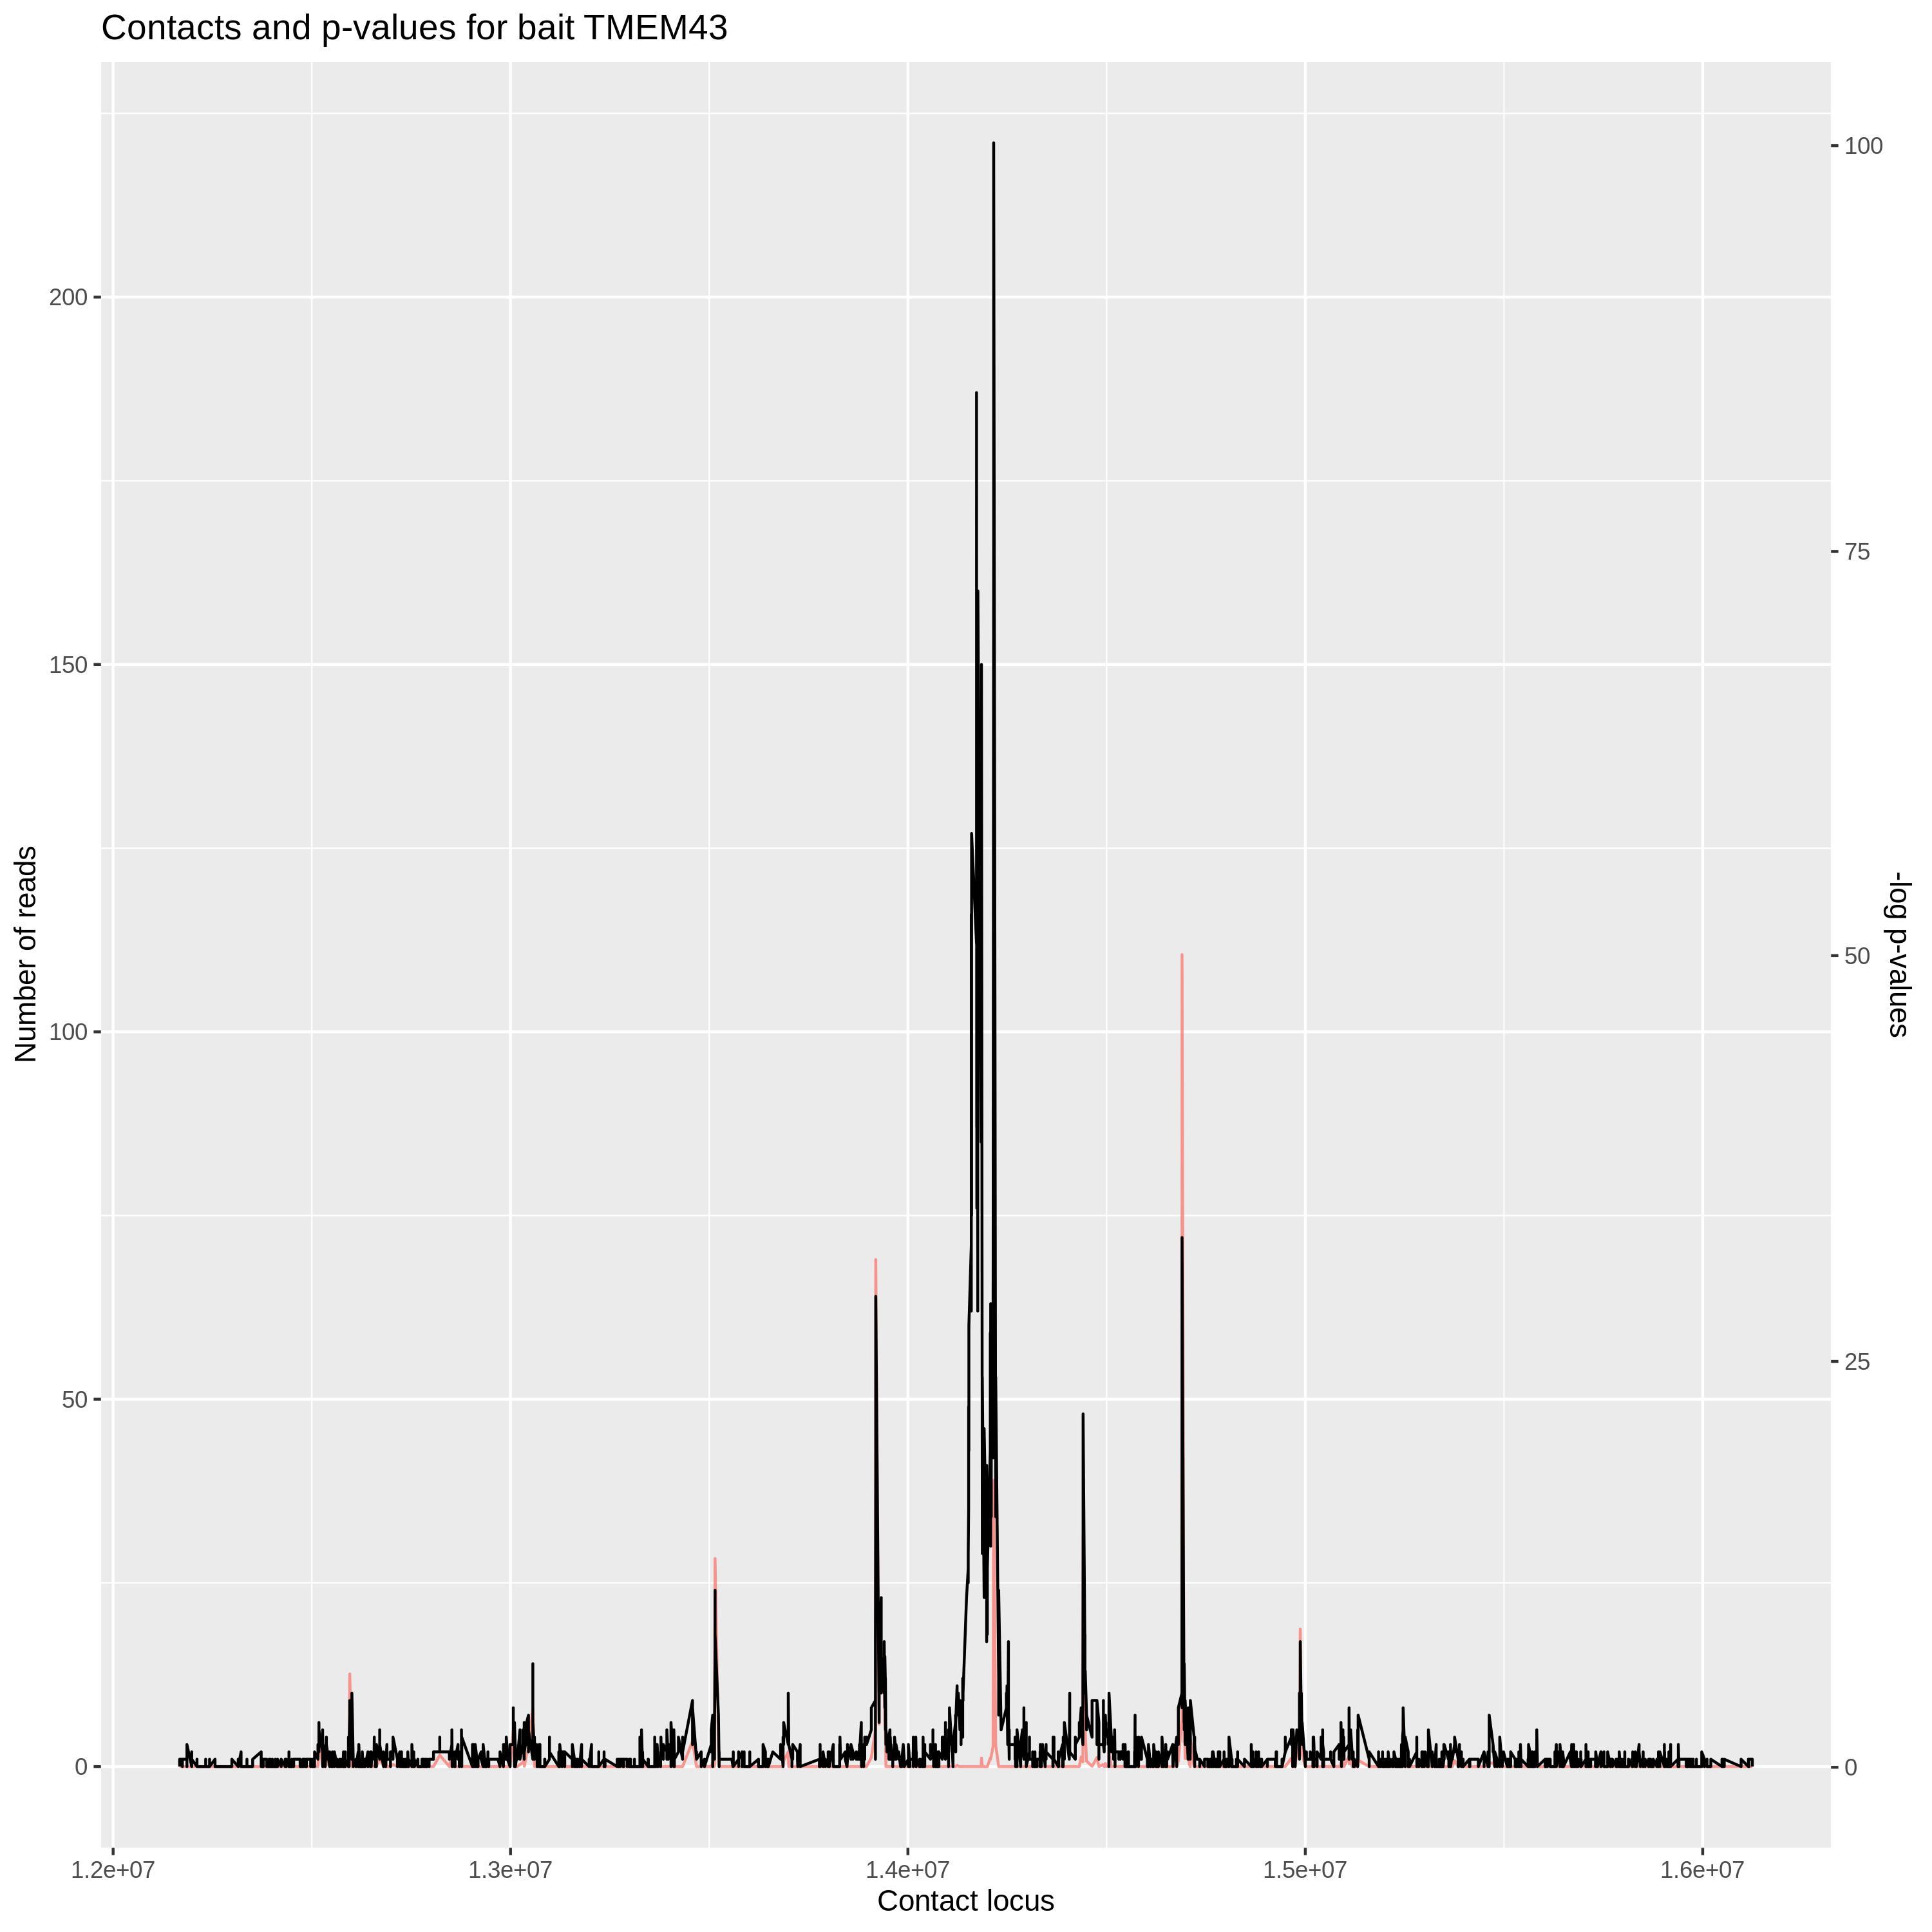 Contacts and p-values for bait TMEM43
Number of reads
200
150
100
50
0
100
75
50
25
0
-log p-values
1.2e+07
1.3e+07
1.4e+07
1.5e+07
1.6e+07
Contact locus